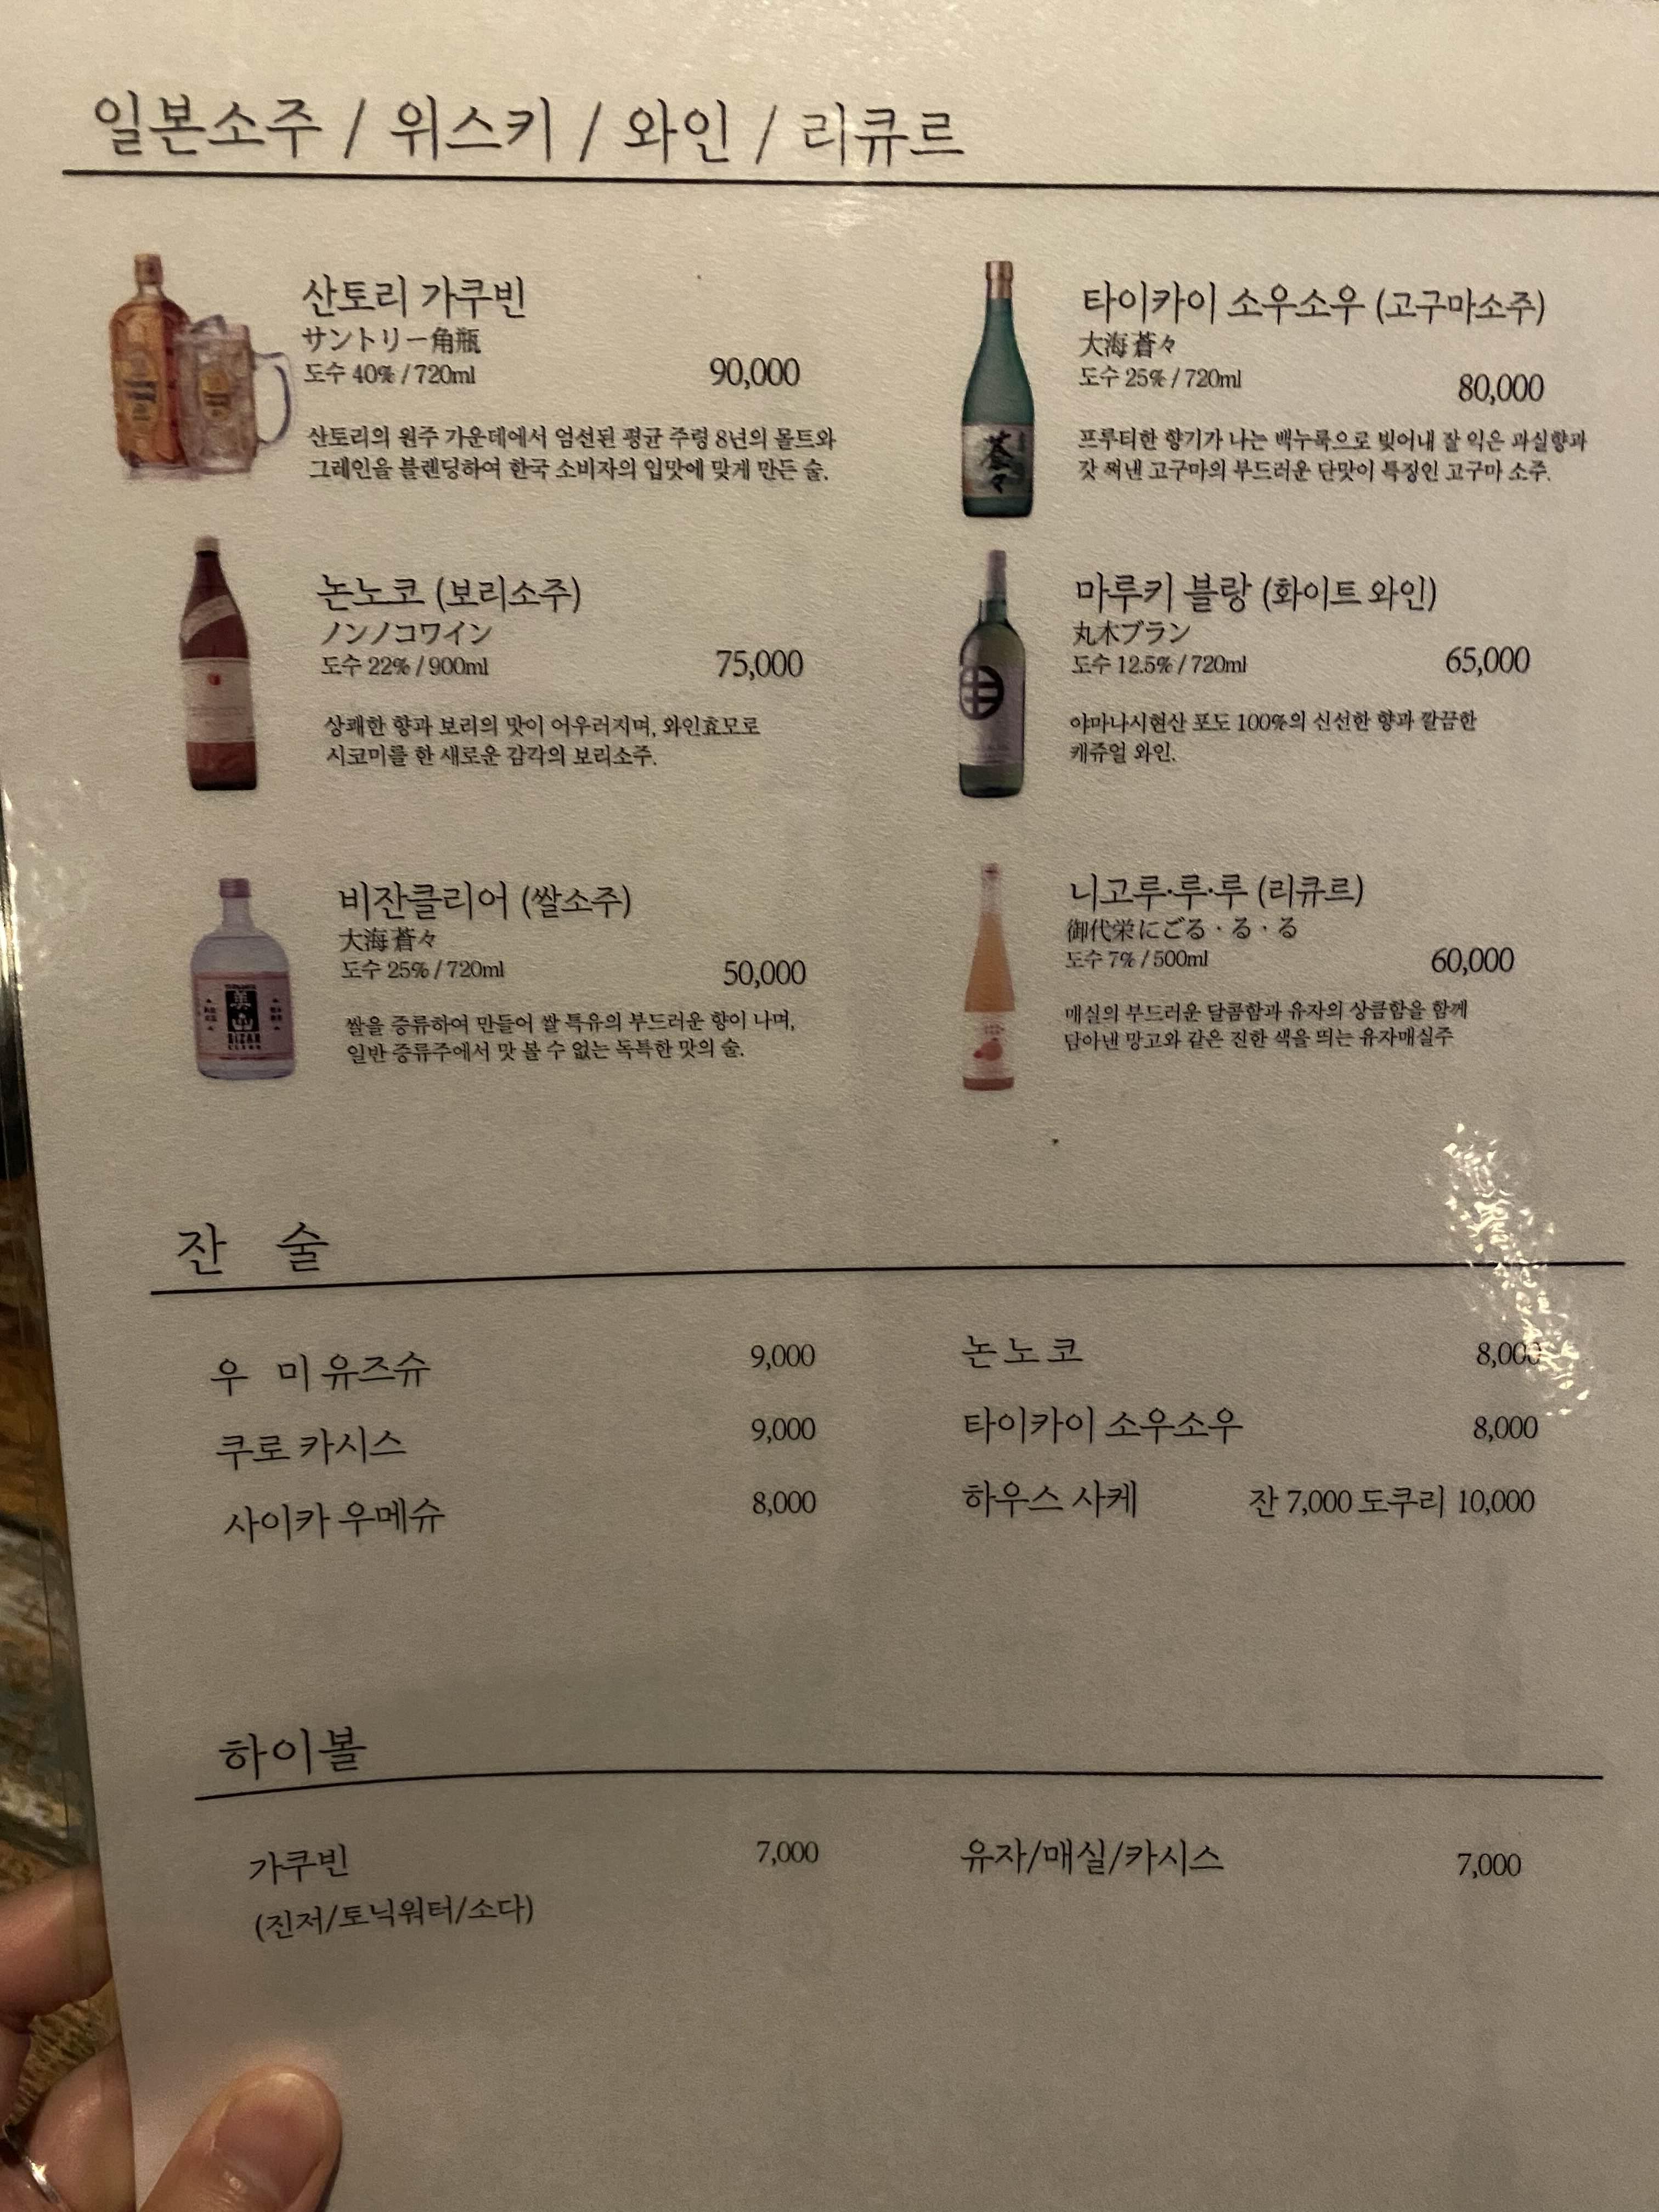 일본소주 / 위스키 / 와인 / 리큐르
산토리 가쿠빈
サントリー角瓶
도수 40% / 720ml
90,000
산토리의 원주 가운데에서 엄선된 평균 주령 8년의 몰트와
그레인을 블렌딩하여 한국 소비자의 입맛에 맞게 만든 술.
타이카이 소우소우 (고구마소주)
大海蒼々
도수 25% / 720ml
80,000
프루티한 향기가 나는 백누룩으로 빚어내 잘 익은 과실향과
갓 쪄낸 고구마의 부드러운 단맛이 특징인 고구마 소주.
蒼々
논노코 (보리소주)
ノンノコワイン
도수 22% / 900ml
75,000
상쾌한 향과 보리의 맛이 어우러지며, 와인효모로
시코미를 한 새로운 감각의 보리소주.
마루키 블랑 (화이트 와인)
丸木ブラン
도수 12.5% / 720ml
65,000
야마나시현산 포도 100%의 신선한 향과 깔끔한
캐쥬얼 와인.
비잔클리어 (쌀소주)
大海蒼々
도수 25% / 720ml
50,000
쌀을 증류하여 만들어 쌀 특유의 부드러운 향이 나며,
일반 증류주에서 맛 볼 수 없는 독특한 맛의 술.
美山
BIZAN
니고루·루·루 (리큐르)
御代栄にごる・る・る
도수 7% / 500ml
60,000
매실의 부드러운 달콤함과 유자의 상큼함을 함께
담아낸 망고와 같은 진한 색을 띄는 유자매실주
잔 술
우 미 유즈슈 9,000
쿠로 카시스 9,000
사이카 우메슈 8,000
논노코 8,000
타이카이 소우소우 8,000
하우스 사케 잔 7,000 도쿠리 10,000
하이볼
가쿠빈 7,000
(진저/토닉워터/소다)
유자/매실/카시스 7,000